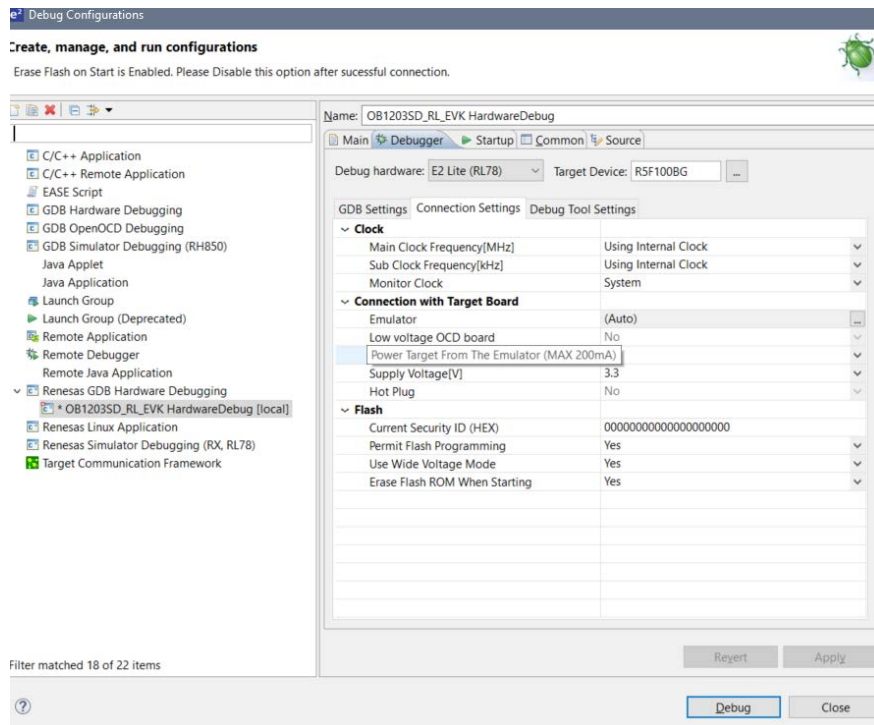 e² Debug Configurations
Create, manage, and run configurations
Erase Flash on Start is Enabled. Please Disable this option after sucessful connection.
Name: OB1203SD_RL_EVK HardwareDebug
Main Debugger Startup Common Source
Debug hardware: E2 Lite (RL78) Target Device: R5F100BG ...
GDB Settings Connection Settings Debug Tool Settings
Clock
Main Clock Frequency[MHz] Using Internal Clock
Sub Clock Frequency[kHz] Using Internal Clock
Monitor Clock System
Connection with Target Board
Emulator (Auto) ...
Low voltage OCD board No
Power Target From The Emulator (MAX 200mA)
Supply Voltage[V] 3.3
Hot Plug No
Flash
Current Security ID (HEX) 00000000000000000000
Permit Flash Programming Yes
Use Wide Voltage Mode Yes
Erase Flash ROM When Starting Yes
C/C++ Application
C/C++ Remote Application
EASE Script
GDB Hardware Debugging
GDB OpenOCD Debugging
GDB Simulator Debugging (RH850)
Java Applet
Java Application
Launch Group
Launch Group (Deprecated)
Remote Application
Remote Debugger
Remote Java Application
Renesas GDB Hardware Debugging
* OB1203SD_RL_EVK HardwareDebug [local]
Renesas Linux Application
Renesas Simulator Debugging (RX, RL78)
Target Communication Framework
Filter matched 18 of 22 items
Revert Apply
? Debug Close